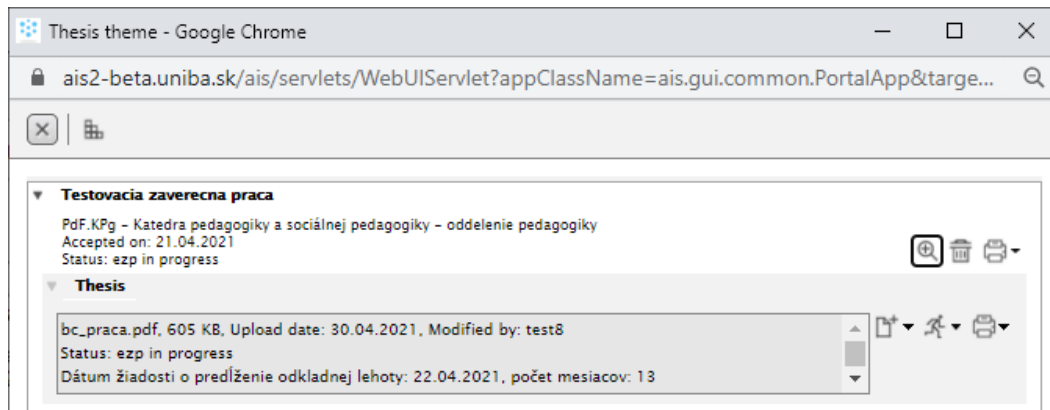 Thesis theme - Google Chrome
ais2-beta.uniba.sk/ais/servlets/WebUIServlet?appClassName=ais.gui.common.PortalApp&targe...
Testovacia zaverecna praca
PdF.KPg – Katedra pedagogiky a sociálnej pedagogiky – oddelenie pedagogiky
Accepted on: 21.04.2021
Status: ezp in progress
Thesis
bc_praca.pdf, 605 KB, Upload date: 30.04.2021, Modified by: test8
Status: ezp in progress
Dátum žiadosti o predĺženie odkladnej lehoty: 22.04.2021, počet mesiacov: 13